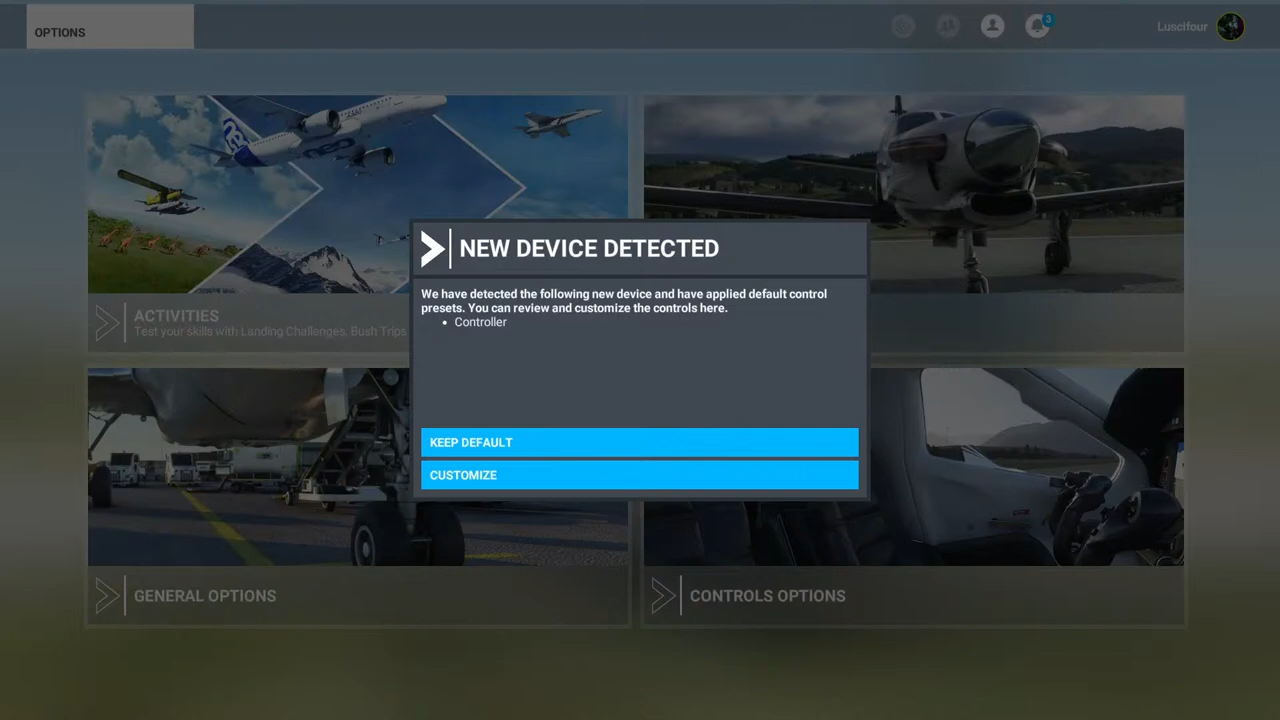 OPTIONS
3
Luscifour
NEW DEVICE DETECTED
We have detected the following new device and have applied default control
presets. You can review and customize the controls here.
• Controller
KEEP DEFAULT
CUSTOMIZE
ACTIVITIES
Test your skills with Landing Challenges, Bush Trips
GENERAL OPTIONS
CONTROLS OPTIONS